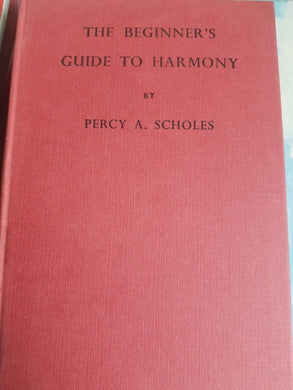 THE BEGINNER'S
GUIDE TO HARMONY
BY
PERCY A. SCHOLES